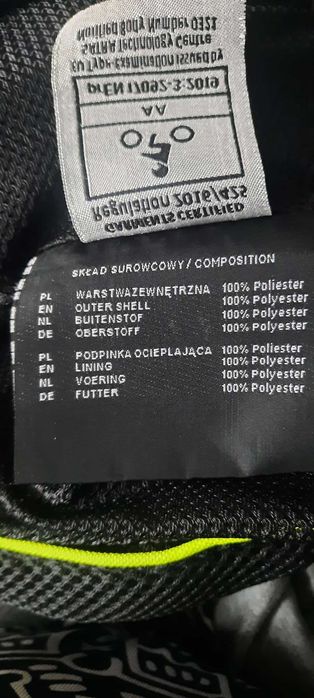 GARMENTS CERTIFIED
Regulation 2016/425
AA
prEN 17092-3:2019
EU Type-Examination Issued by
SATRA Technology Centre
Notified Body Number 0321
SKŁAD SUROWCOWY / COMPOSITION
PL WARSTWAZEWNĘTRZNA 100% Poliester
EN OUTER SHELL 100% Polyester
NL BUITENSTOF 100% Polyester
DE OBERSTOFF 100% Polyester
PL PODPINKA OCIEPLAJĄCA 100% Poliester
EN LINING 100% Polyester
NL VOERING 100% Polyester
DE FUTTER 100% Polyester